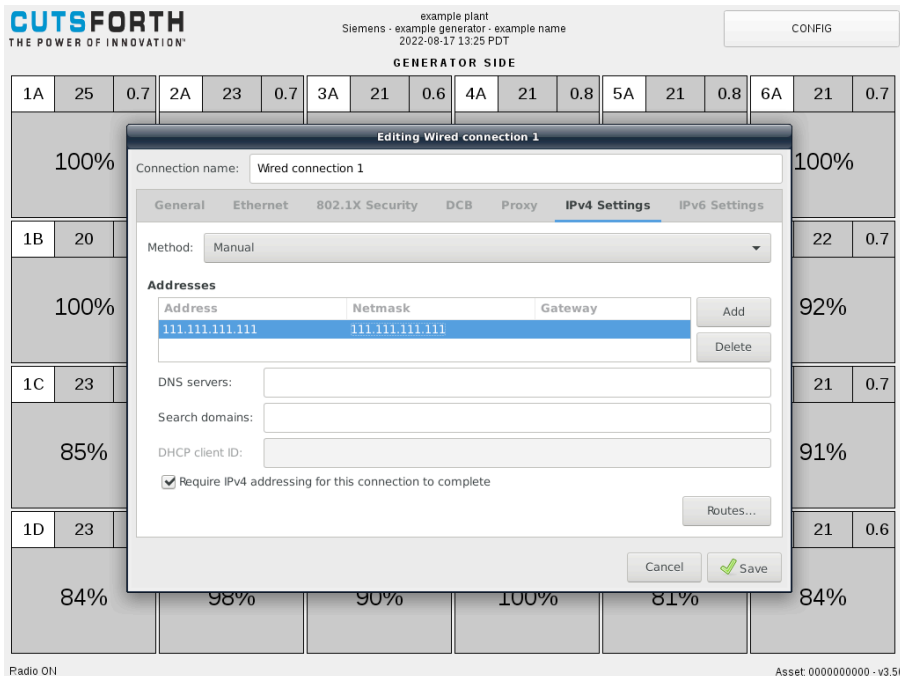 CUTSFORTH
THE POWER OF INNOVATION"
example plant
Siemens - example generator - example name
2022-08-17 13:25 PDT
CONFIG
GENERATOR SIDE
1A 25 0.7 2A 23 0.7 3A 21 0.6 4A 21 0.8 5A 21 0.8 6A 21 0.7
100% 100%
Editing Wired connection 1
Connection name: Wired connection 1
General Ethernet 802.1X Security DCB Proxy IPv4 Settings IPv6 Settings
1B 20 22 0.7
Method: Manual
Addresses
Address Netmask Gateway
111.111.111.111 111.111.111.111
Add
Delete
100% 92%
DNS servers:
1C 23 21 0.7
Search domains:
DHCP client ID:
85% 91%
Require IPv4 addressing for this connection to complete
Routes...
1D 23 21 0.6
Cancel Save
84% 98% 90% 100% 81% 84%
Radio ON
Asset: 0000000000 - v3.50